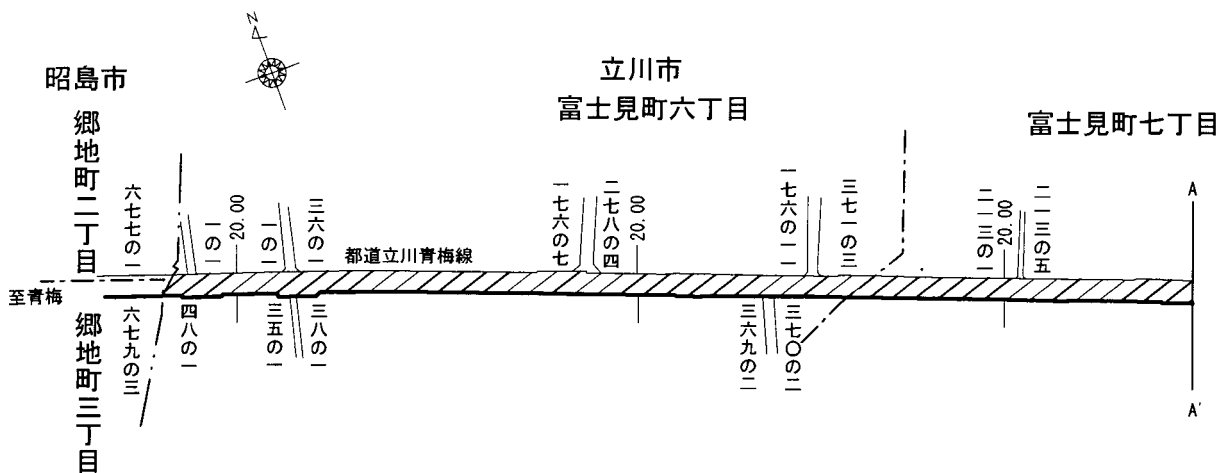 N
昭島市
立川市
富士見町六丁目
富士見町七丁目
郷地町二丁目
六七七の一
一の一
20.00
一の一
三六の一
都道立川青梅線
一七六の七
二七八の四
20.00
一七六の一一
三七一の三
二一三の一
20.00
二一三の五
A
至青梅
郷地町三丁目
六七九の三
四八の一
三五の一
三八の一
三六九の二
三七〇の二
A'